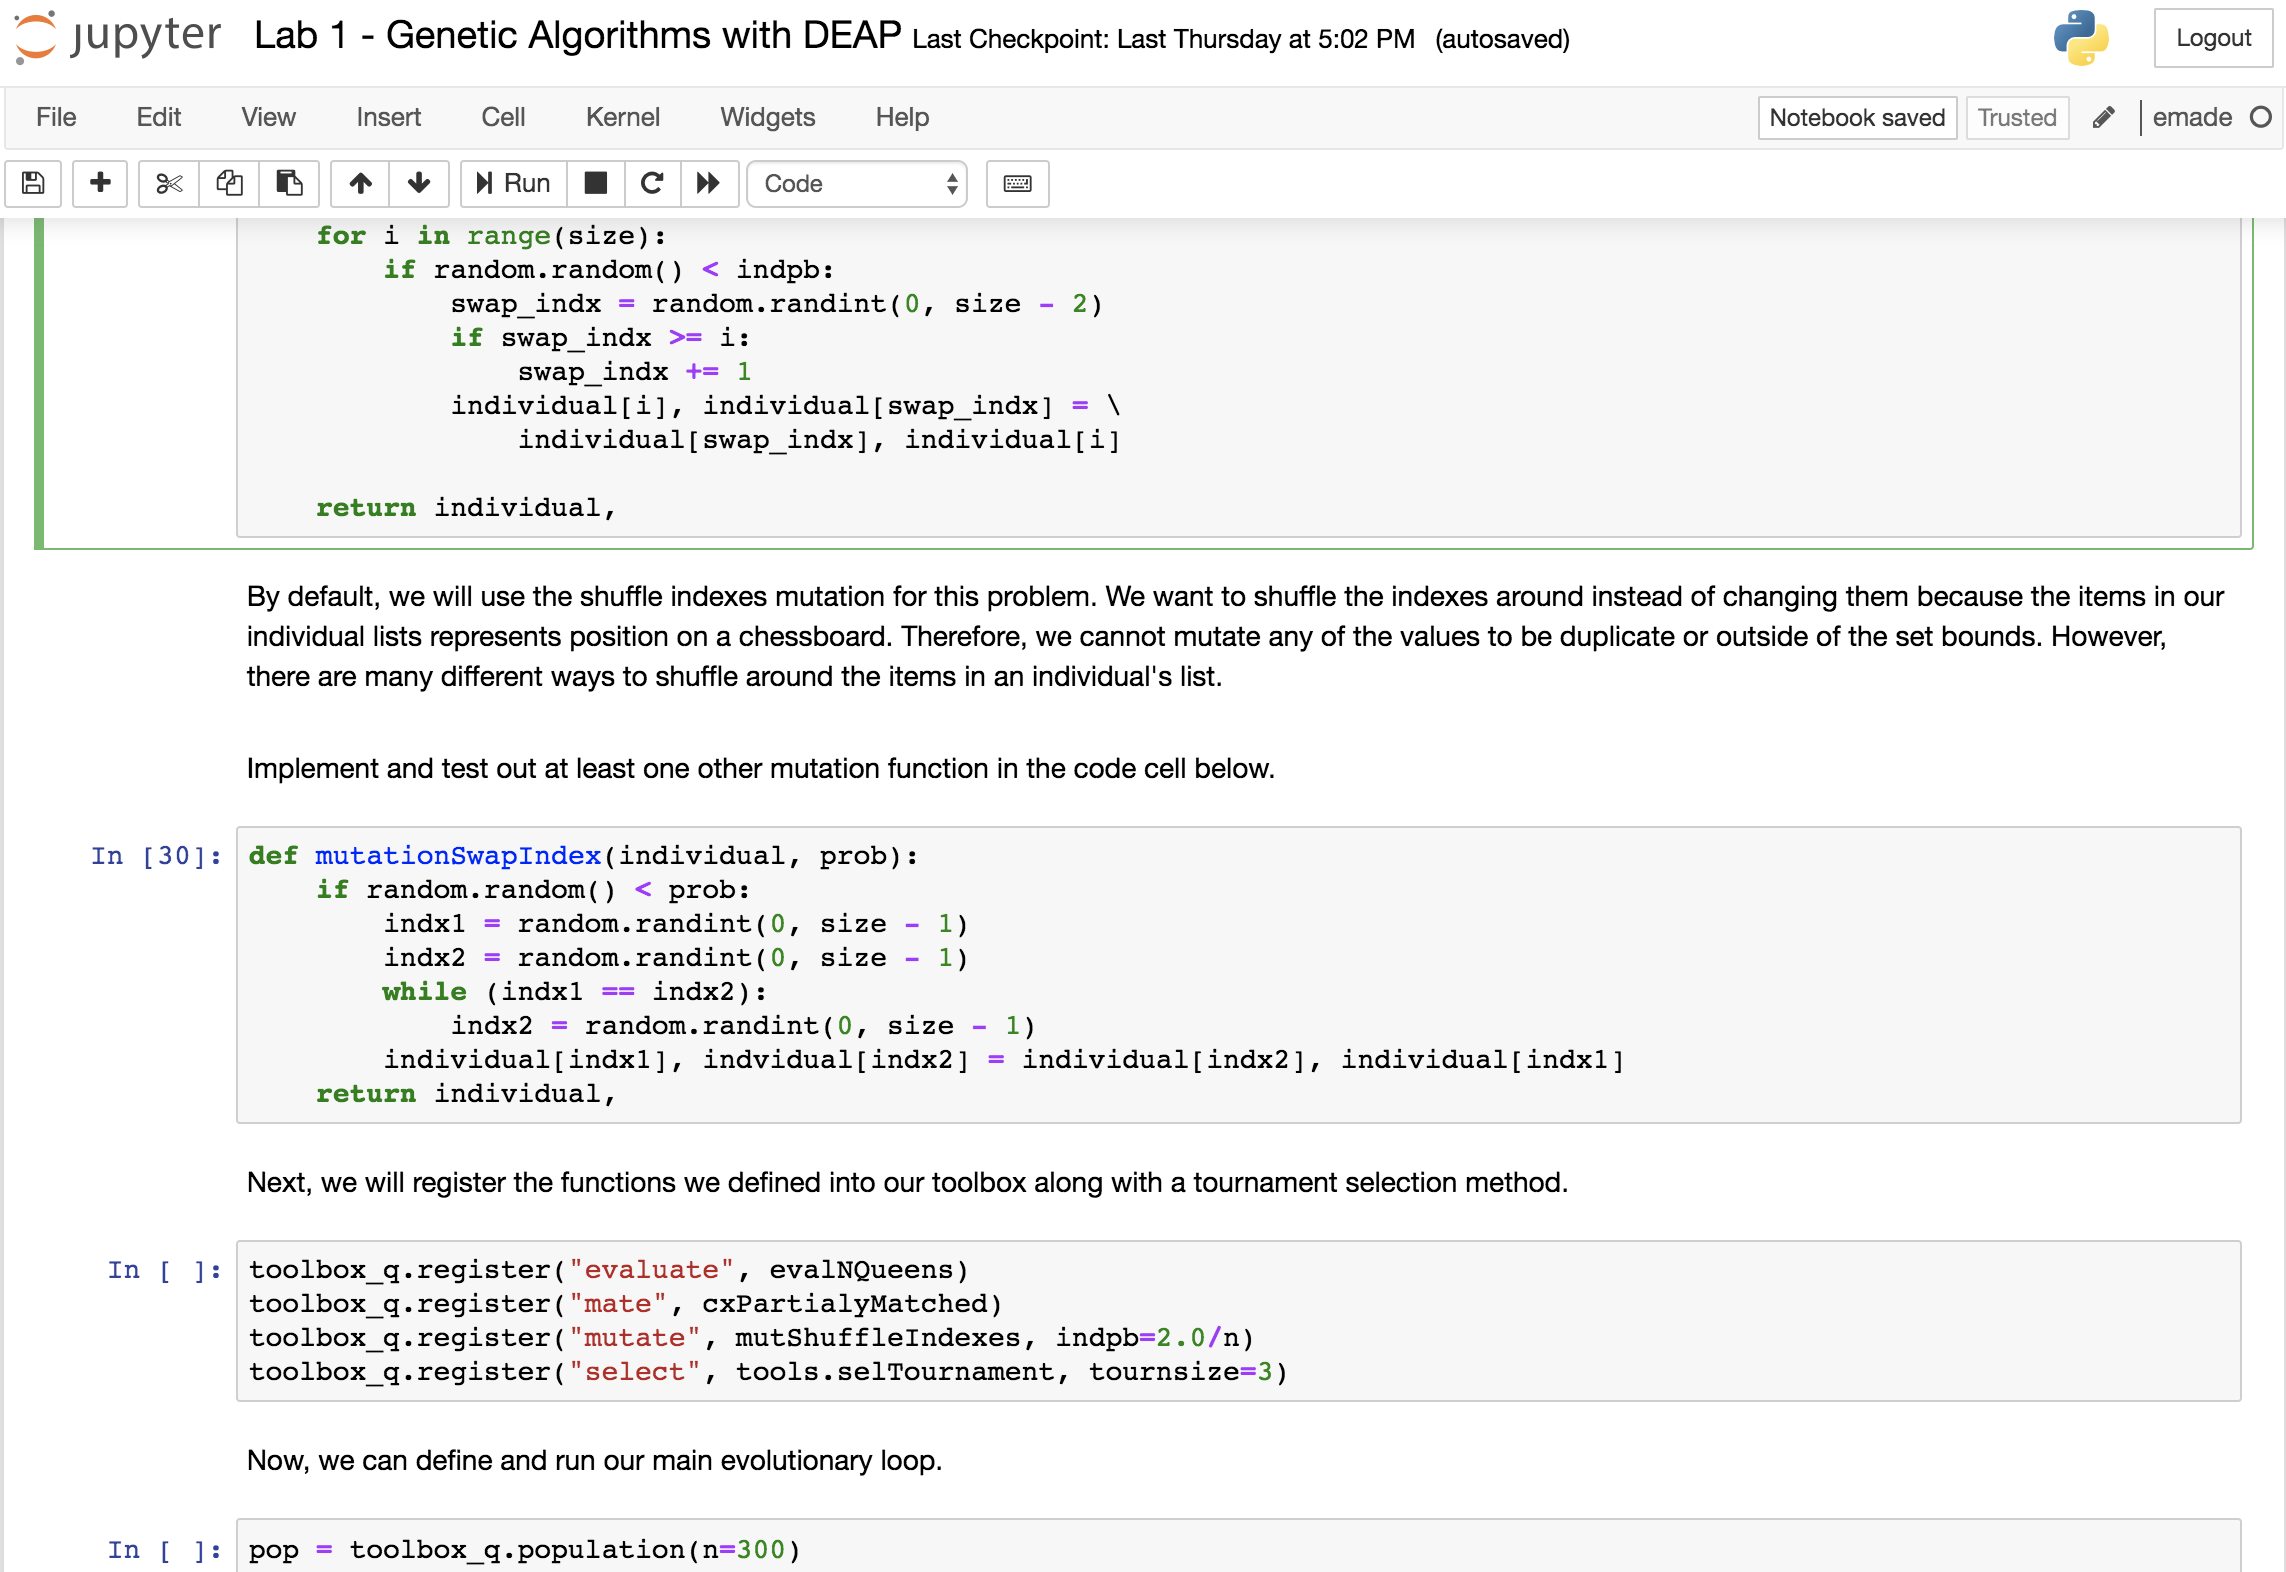 jupyter Lab 1 - Genetic Algorithms with DEAP Last Checkpoint: Last Thursday at 5:02 PM (autosaved) Logout
File Edit View Insert Cell Kernel Widgets Help Notebook saved Trusted emade
Run Code
    for i in range(size):
        if random.random() < indpb:
            swap_indx = random.randint(0, size - 2)
            if swap_indx >= i:
                swap_indx += 1
            individual[i], individual[swap_indx] = \
                individual[swap_indx], individual[i]
    return individual,
By default, we will use the shuffle indexes mutation for this problem. We want to shuffle the indexes around instead of changing them because the items in our
individual lists represents position on a chessboard. Therefore, we cannot mutate any of the values to be duplicate or outside of the set bounds. However,
there are many different ways to shuffle around the items in an individual's list.
Implement and test out at least one other mutation function in the code cell below.
In [30]: def mutationSwapIndex(individual, prob):
    if random.random() < prob:
        indx1 = random.randint(0, size - 1)
        indx2 = random.randint(0, size - 1)
        while (indx1 == indx2):
            indx2 = random.randint(0, size - 1)
        individual[indx1], indvidual[indx2] = individual[indx2], individual[indx1]
    return individual,
Next, we will register the functions we defined into our toolbox along with a tournament selection method.
In [ ]: toolbox_q.register("evaluate", evalNQueens)
toolbox_q.register("mate", cxPartialyMatched)
toolbox_q.register("mutate", mutShuffleIndexes, indpb=2.0/n)
toolbox_q.register("select", tools.selTournament, tournsize=3)
Now, we can define and run our main evolutionary loop.
In [ ]: pop = toolbox_q.population(n=300)